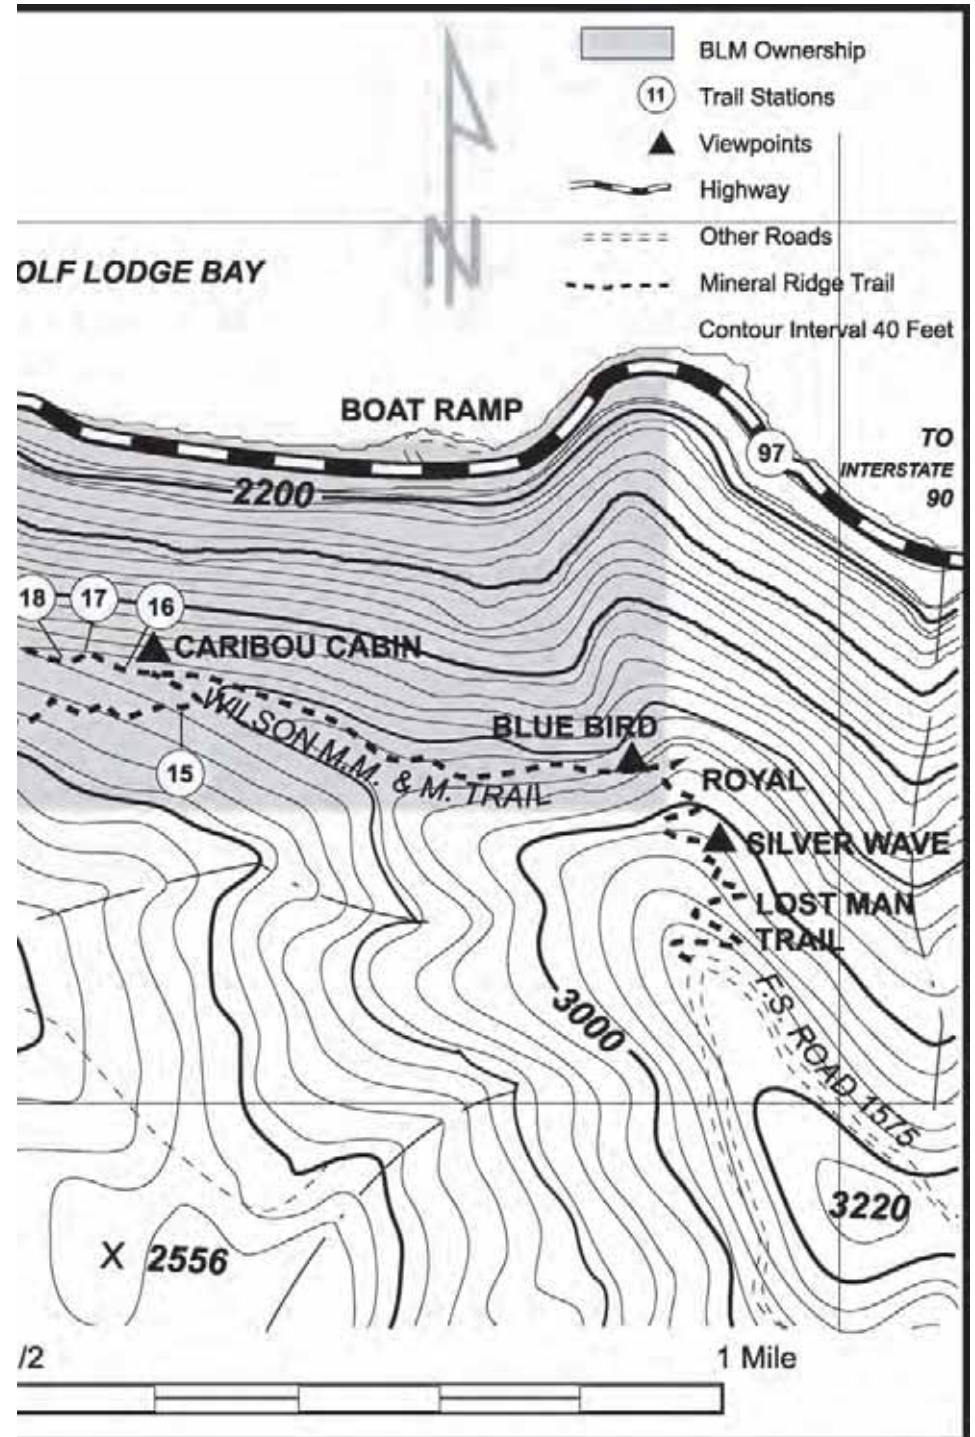 BLM Ownership
11 Trail Stations
Viewpoints
Highway
Other Roads
Mineral Ridge Trail
Contour Interval 40 Feet
N
OLF LODGE BAY
BOAT RAMP
97
TO
INTERSTATE
90
2200
18
17
16
CARIBOU CABIN
WILSON M.M. & M. TRAIL
15
BLUE BIRD
ROYAL
SILVER WAVE
LOST MAN
TRAIL
F.S. ROAD 1575
3000
3220
X 2556
/2
1 Mile